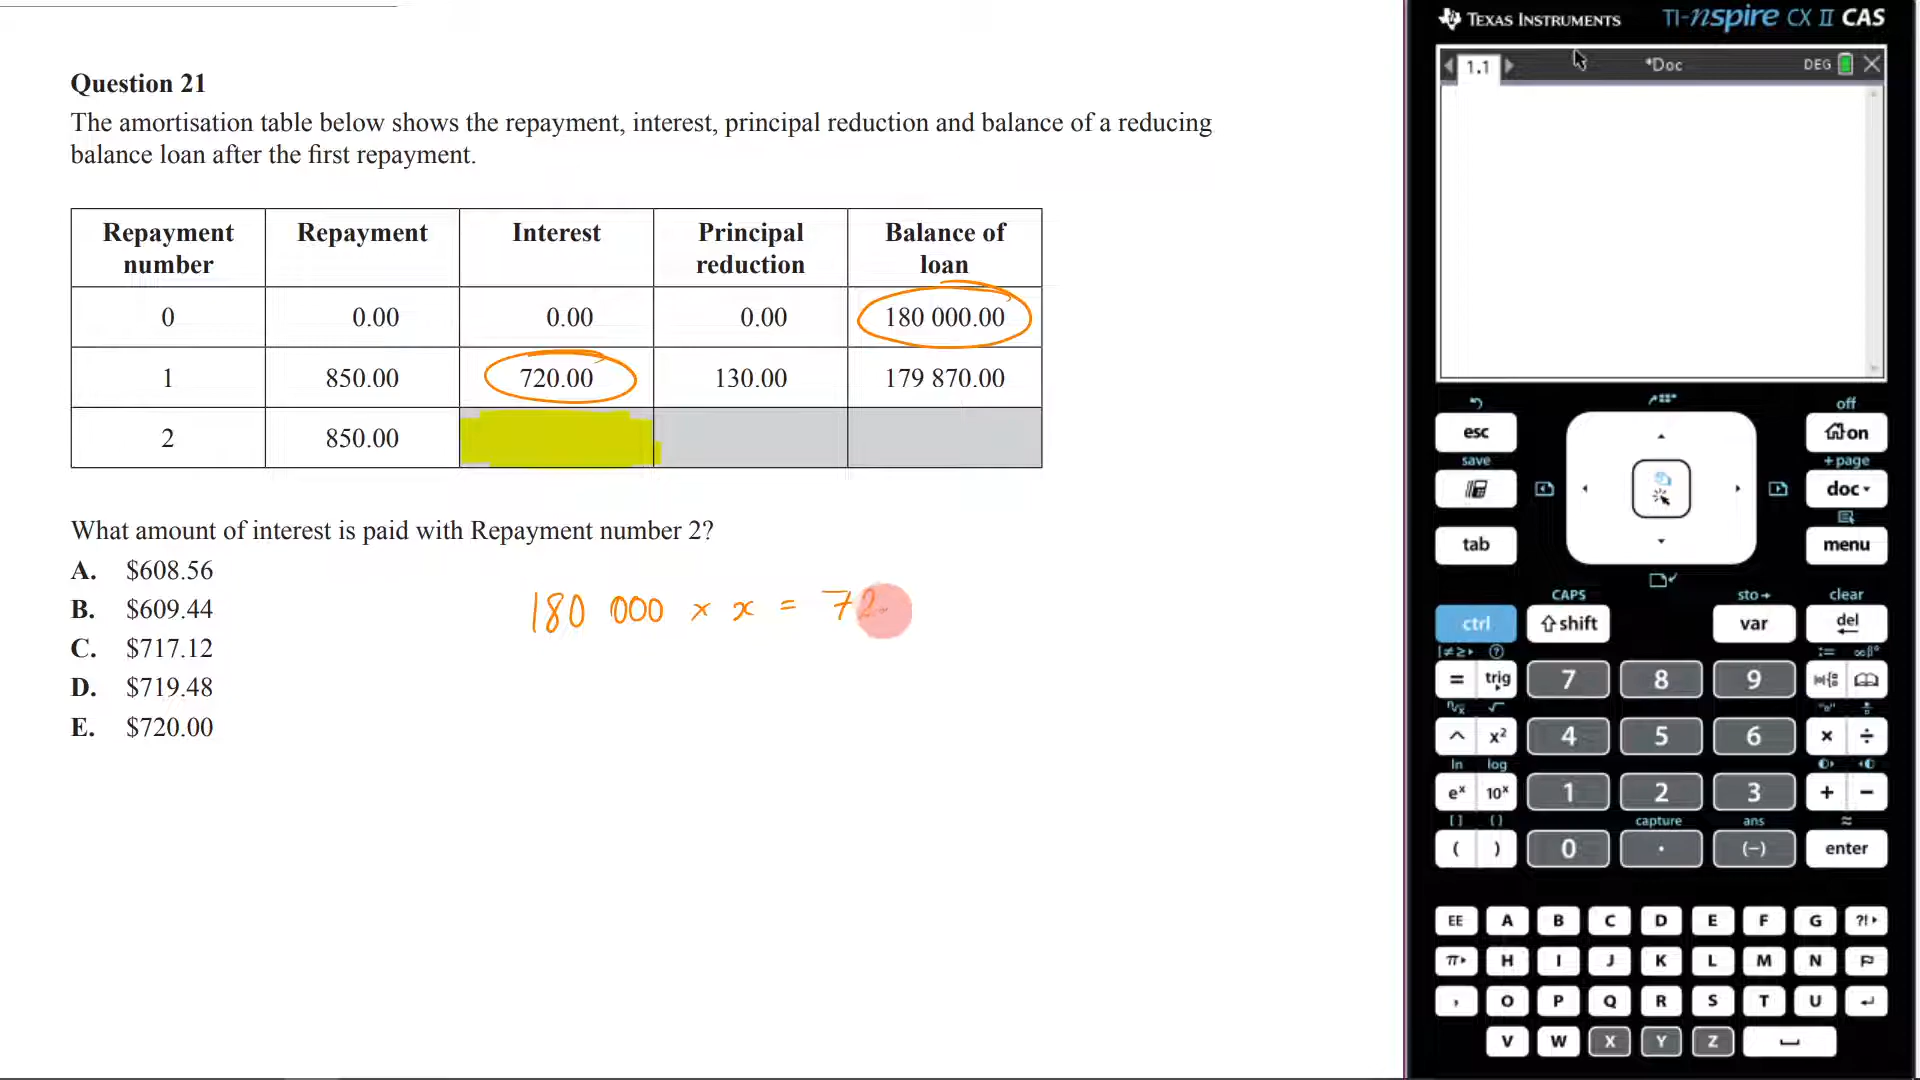 Question 21
The amortisation table below shows the repayment, interest, principal reduction and balance of a reducing
balance loan after the first repayment.
Repayment number Repayment Interest Principal reduction Balance of loan
0 0.00 0.00 0.00 180 000.00
1 850.00 720.00 130.00 179 870.00
2 850.00
What amount of interest is paid with Repayment number 2?
A. $608.56
B. $609.44
C. $717.12
D. $719.48
E. $720.00
180 000 × x = 72
TEXAS INSTRUMENTS TI-nspire CX II CAS
1.1 *Doc DEG
off
esc on
save +page
doc
tab menu
CAPS sto→ clear
ctrl shift var del
|≠≥▸ ? := ∞β°
= trig 7 8 9
ⁿ√x √
^ x² 4 5 6 × ÷
ln log
eˣ 10ˣ 1 2 3 + −
[ ] { } capture ans ≈
( ) 0 . (−) enter
EE A B C D E F G ?!▸
π▸ H I J K L M N
, O P Q R S T U ↵
V W X Y Z